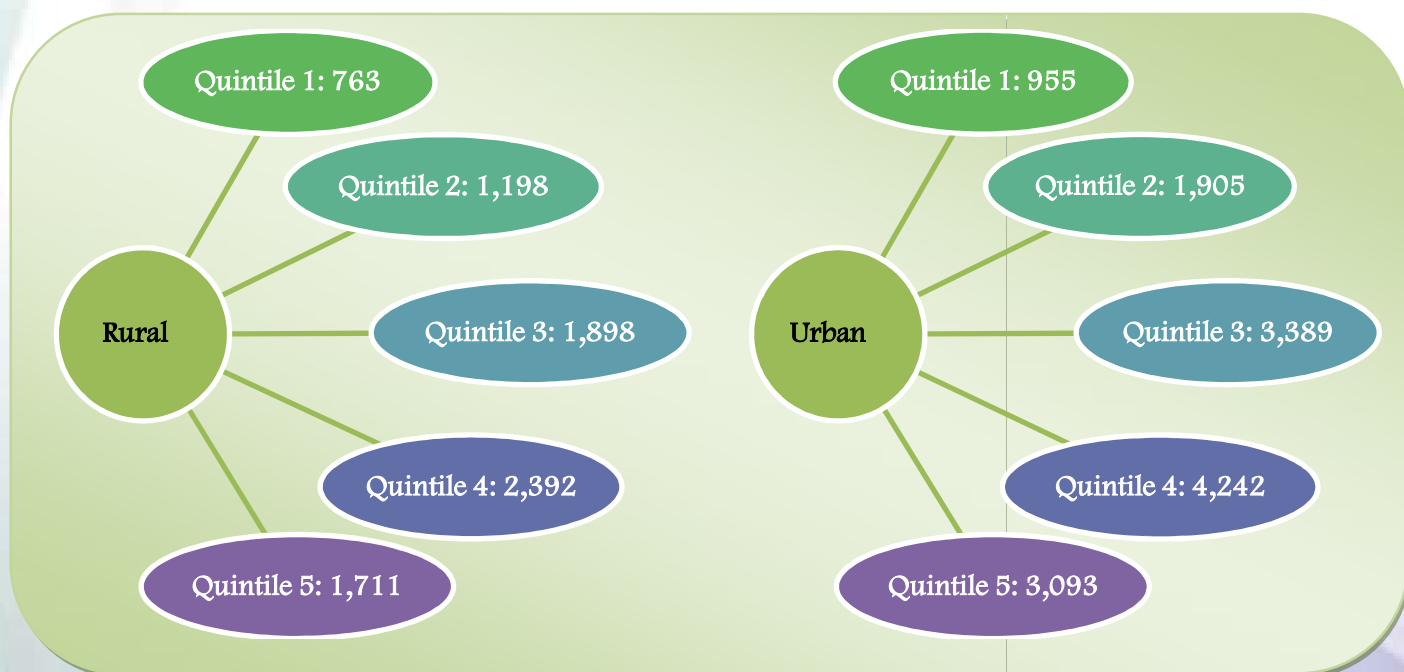 Quintile 1: 763
Quintile 2: 1,198
Rural
Quintile 3: 1,898
Quintile 4: 2,392
Quintile 5: 1,711
Quintile 1: 955
Quintile 2: 1,905
Urban
Quintile 3: 3,389
Quintile 4: 4,242
Quintile 5: 3,093